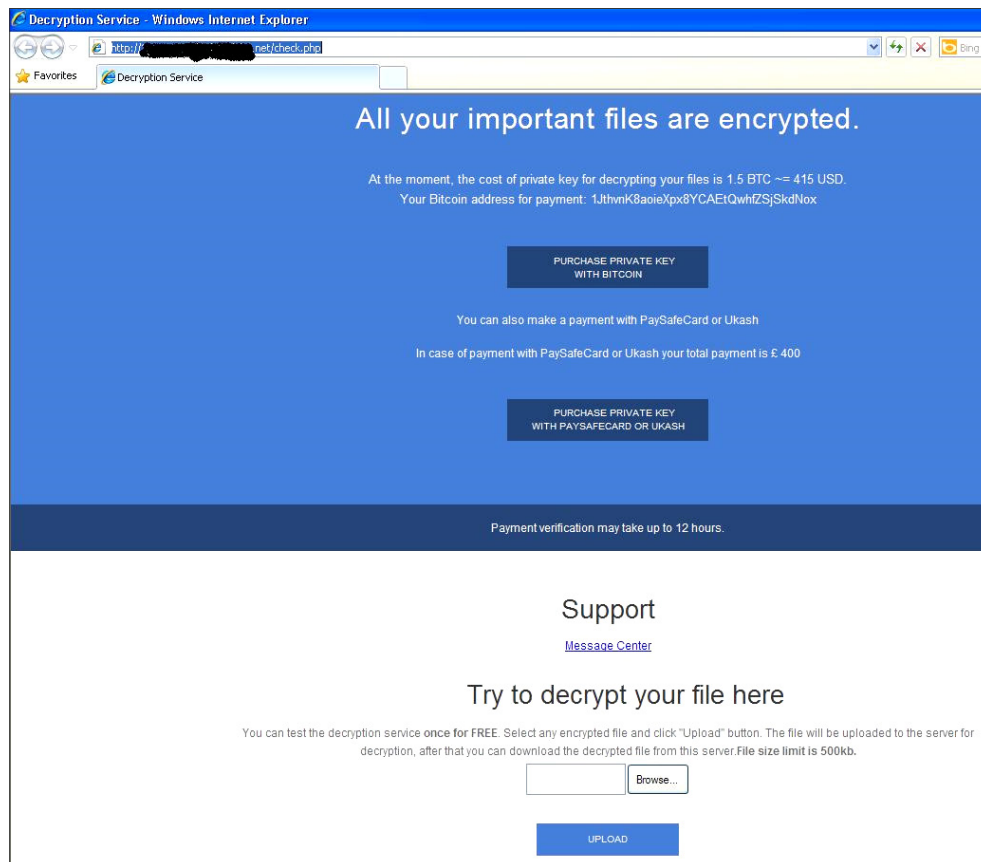 Decryption Service - Windows Internet Explorer
http:// net/check.php
Bing
Favorites
Decryption Service
All your important files are encrypted.
At the moment, the cost of private key for decrypting your files is 1.5 BTC ~= 415 USD.
Your Bitcoin address for payment: 1JthvnK8aoieXpx8YCAEtQwhfZSjSkdNox
PURCHASE PRIVATE KEY
WITH BITCOIN
You can also make a payment with PaySafeCard or Ukash
In case of payment with PaySafeCard or Ukash your total payment is £ 400
PURCHASE PRIVATE KEY
WITH PAYSAFECARD OR UKASH
Payment verification may take up to 12 hours.
Support
Message Center
Try to decrypt your file here
You can test the decryption service once for FREE. Select any encrypted file and click "Upload" button. The file will be uploaded to the server for
decryption, after that you can download the decrypted file from this server.File size limit is 500kb.
Browse...
UPLOAD